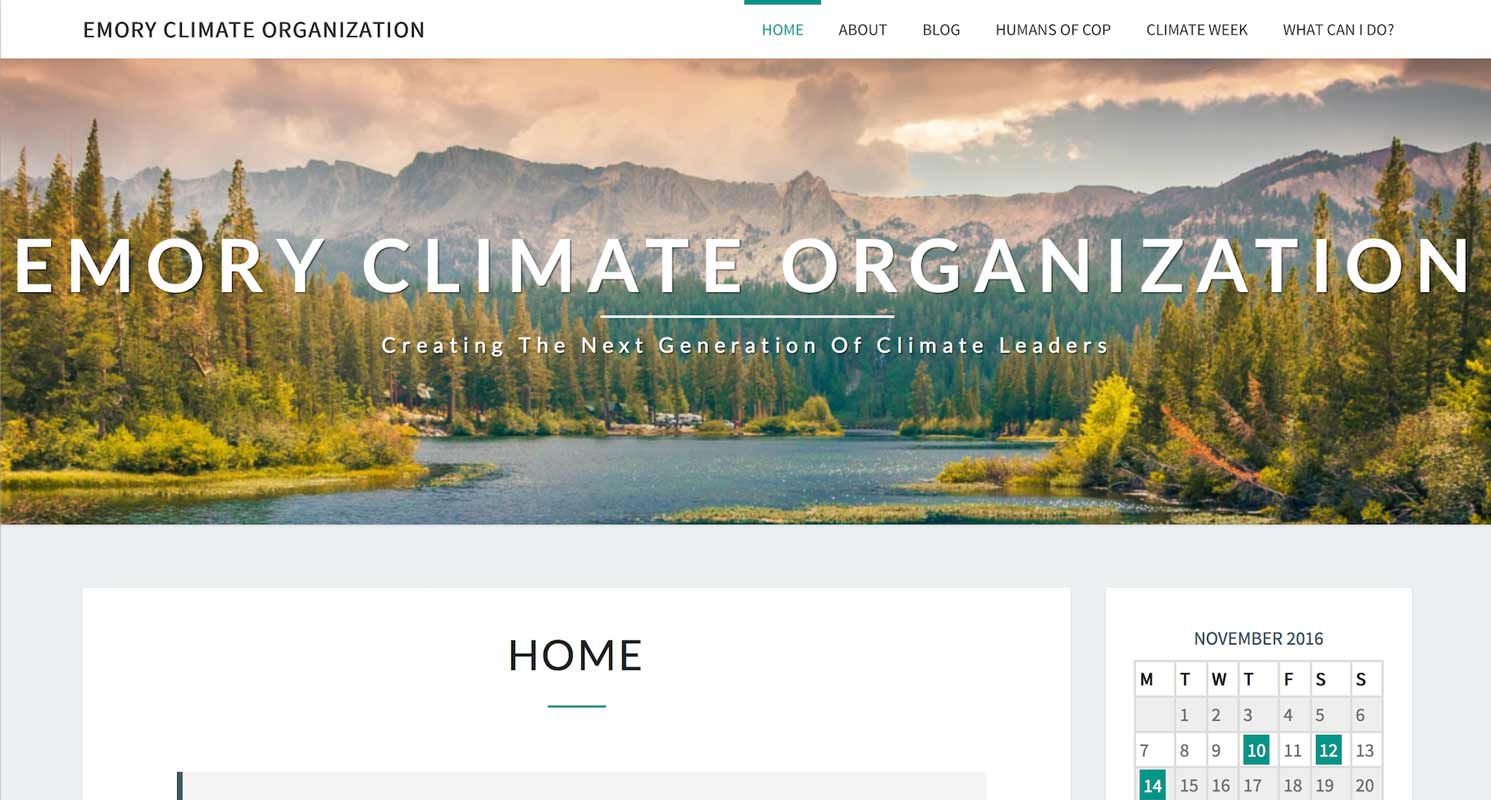 EMORY CLIMATE ORGANIZATION
HOME ABOUT BLOG HUMANS OF COP CLIMATE WEEK WHAT CAN I DO?
EMORY CLIMATE ORGANIZATION
Creating The Next Generation Of Climate Leaders
HOME
NOVEMBER 2016
M T W T F S S
1 2 3 4 5 6
7 8 9 10 11 12 13
14 15 16 17 18 19 20